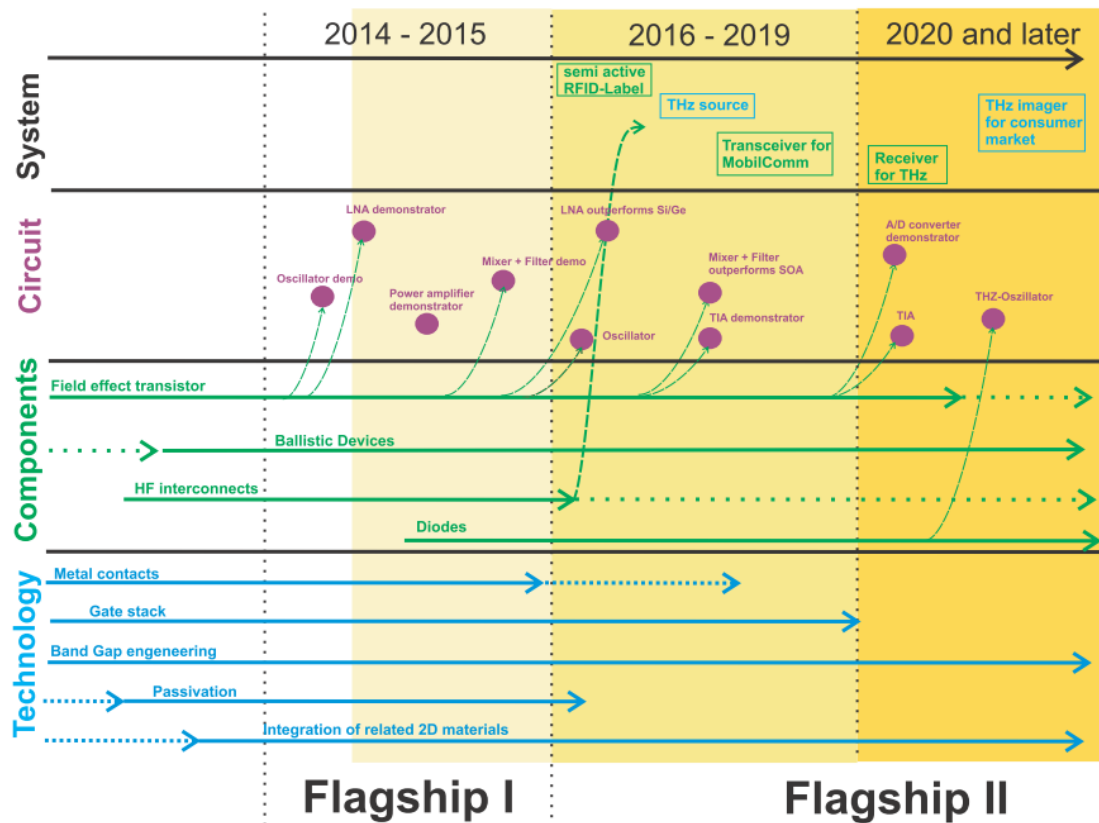 2014 - 2015
2016 - 2019
2020 and later
System
semi active
RFID-Label
THz source
Transceiver for
MobilComm
Receiver
for THz
THz imager
for consumer
market
Circuit
LNA demonstrator
Oscillator demo
Power amplifier
demonstrator
Mixer + Filter demo
LNA outperforms Si/Ge
Oscillator
Mixer + Filter
outperforms SOA
TIA demonstrator
A/D converter
demonstrator
TIA
THZ-Oszillator
Components
Field effect transistor
Ballistic Devices
HF interconnects
Diodes
Technology
Metal contacts
Gate stack
Band Gap engeneering
Passivation
Integration of related 2D materials
Flagship I
Flagship II